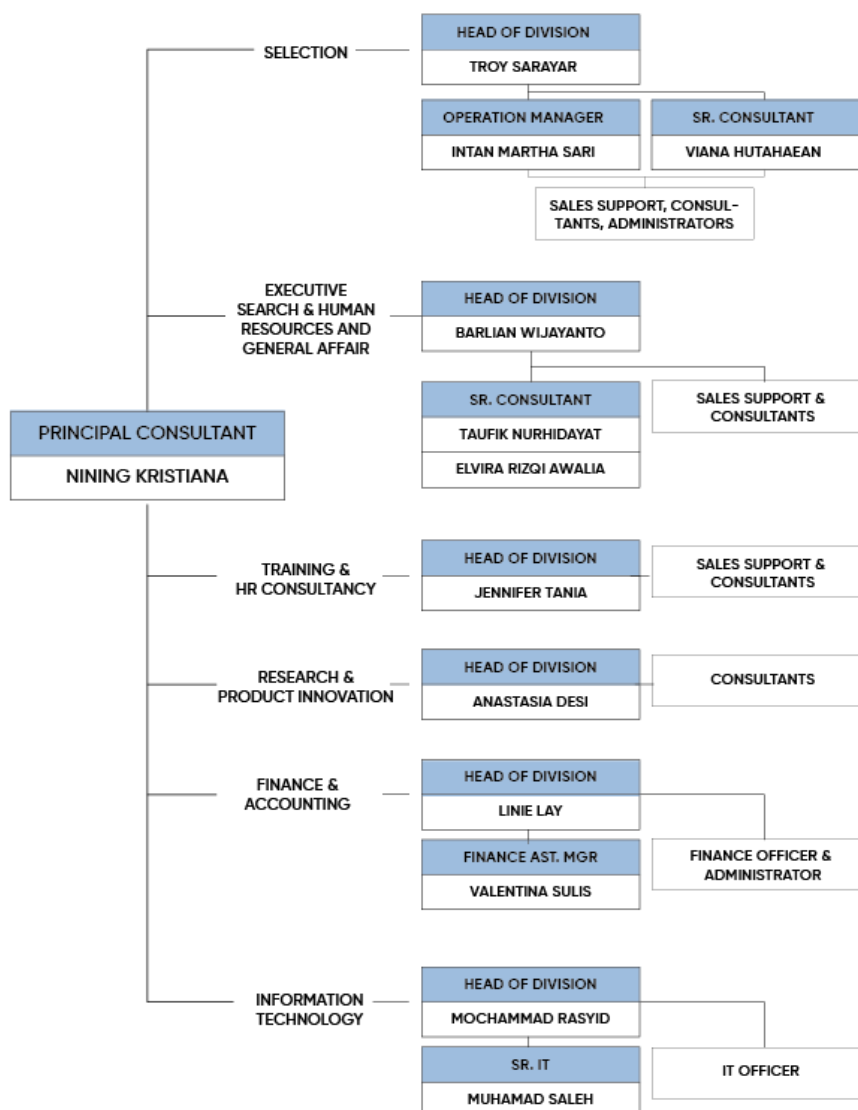 HEAD OF DIVISION
SELECTION
TROY SARAYAR
OPERATION MANAGER
SR. CONSULTANT
INTAN MARTHA SARI
VIANA HUTAHAEAN
SALES SUPPORT, CONSUL-
TANTS, ADMINISTRATORS
EXECUTIVE
SEARCH & HUMAN
RESOURCES AND
GENERAL AFFAIR
HEAD OF DIVISION
BARLIAN WIJAYANTO
SR. CONSULTANT
TAUFIK NURHIDAYAT
ELVIRA RIZQI AWALIA
SALES SUPPORT &
CONSULTANTS
PRINCIPAL CONSULTANT
NINING KRISTIANA
TRAINING &
HR CONSULTANCY
HEAD OF DIVISION
JENNIFER TANIA
SALES SUPPORT &
CONSULTANTS
RESEARCH &
PRODUCT INNOVATION
HEAD OF DIVISION
ANASTASIA DESI
CONSULTANTS
FINANCE &
ACCOUNTING
HEAD OF DIVISION
LINIE LAY
FINANCE AST. MGR
VALENTINA SULIS
FINANCE OFFICER &
ADMINISTRATOR
INFORMATION
TECHNOLOGY
HEAD OF DIVISION
MOCHAMMAD RASYID
SR. IT
MUHAMAD SALEH
IT OFFICER